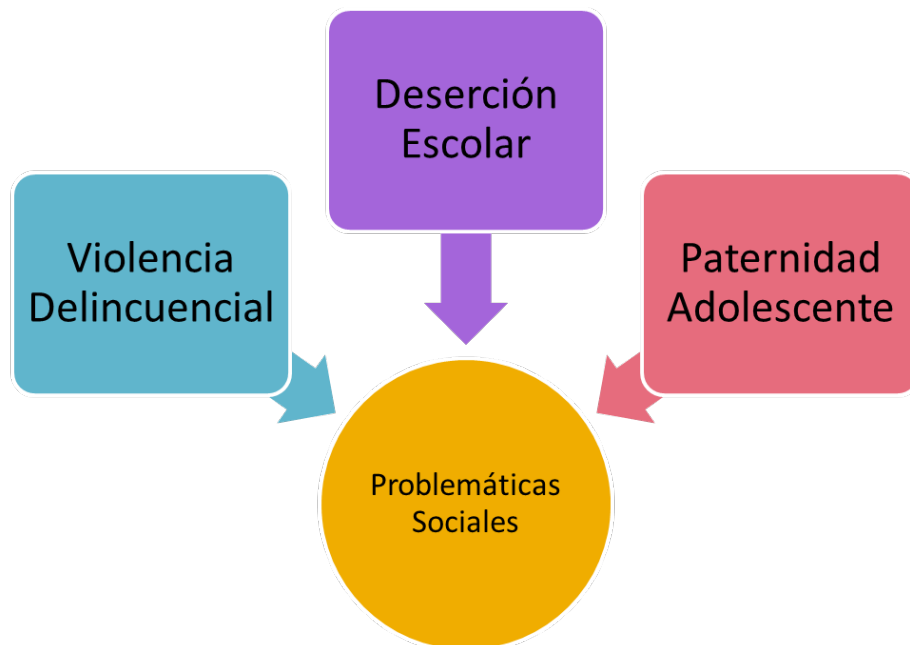 Deserción
Escolar
Violencia
Delincuencial
Paternidad
Adolescente
Problemáticas
Sociales